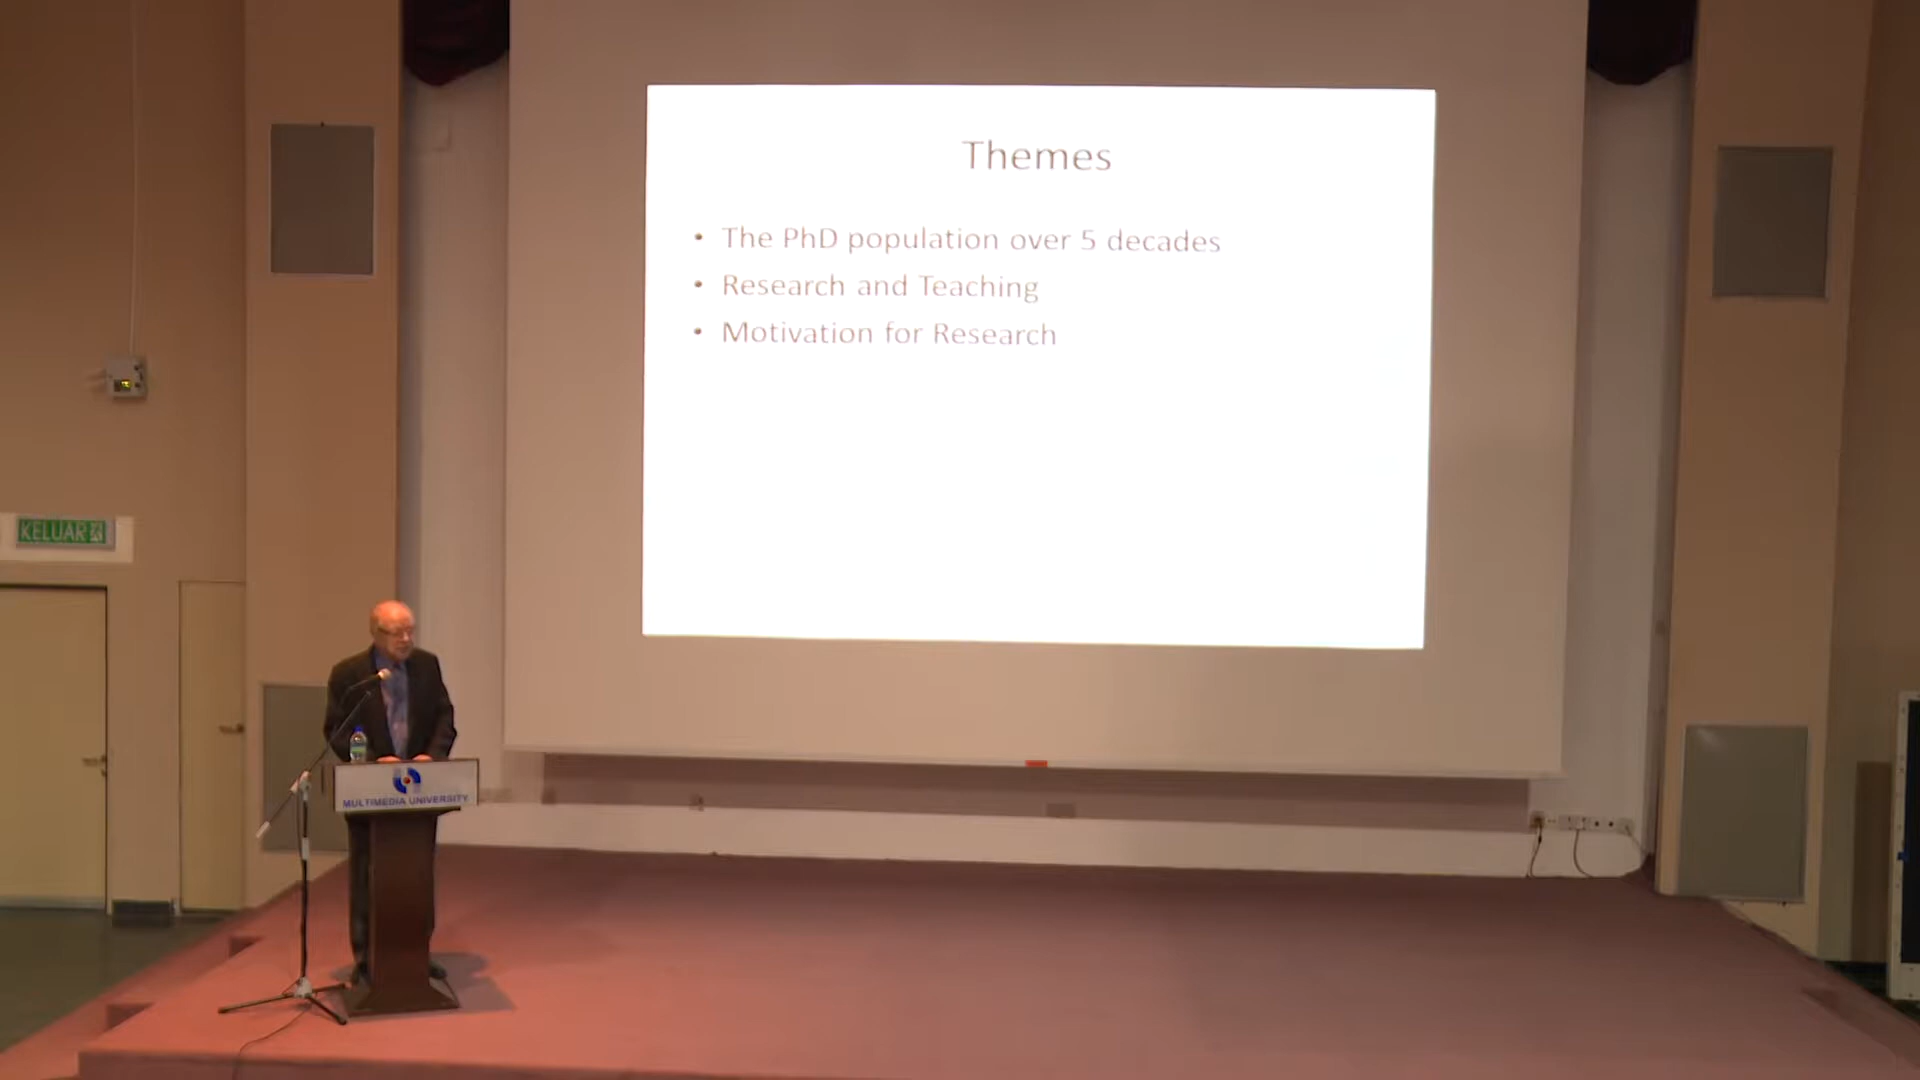 Themes
• The PhD population over 5 decades
• Research and Teaching
• Motivation for Research
KELUAR
MULTIMEDIA UNIVERSITY